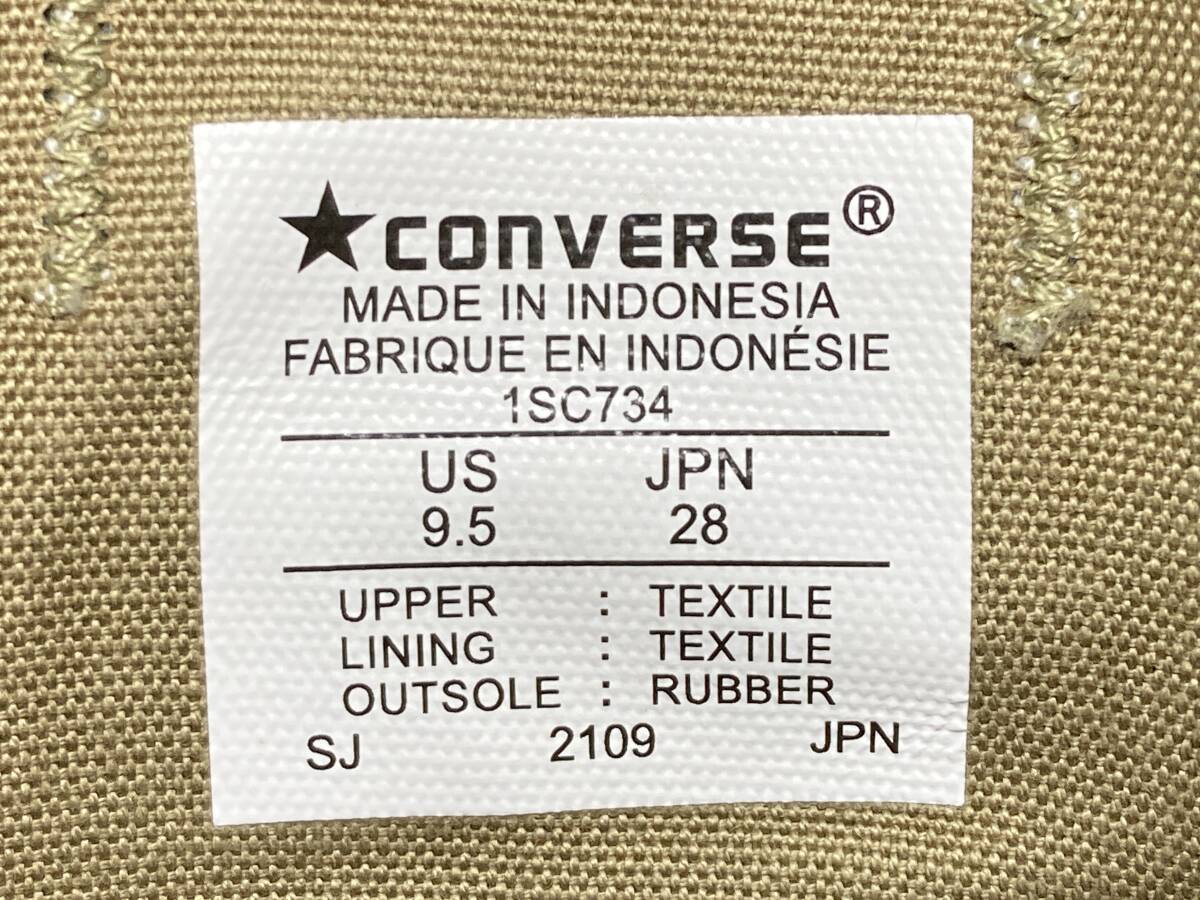 ★CONVERSE®
MADE IN INDONESIA
FABRIQUE EN INDONÉSIE
1SC734
US JPN
9.5 28
UPPER : TEXTILE
LINING : TEXTILE
OUTSOLE : RUBBER
SJ 2109 JPN